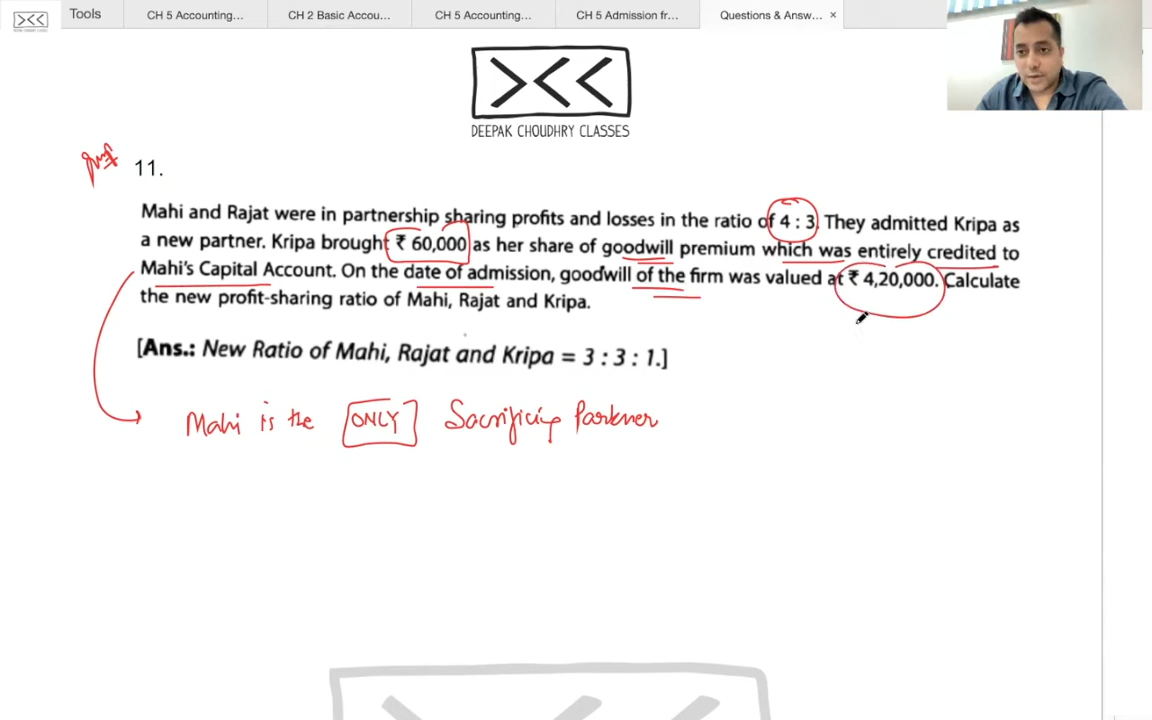 Tools
CH 5 Accounting...
CH 2 Basic Accou...
CH 5 Accounting...
CH 5 Admission fr...
Questions & Answ...
×
DEEPAK CHOUDHRY CLASSES
11.
Mahi and Rajat were in partnership sharing profits and losses in the ratio of 4 : 3. They admitted Kripa as
a new partner. Kripa brought ₹ 60,000 as her share of goodwill premium which was entirely credited to
Mahi's Capital Account. On the date of admission, goodwill of the firm was valued at ₹ 4,20,000. Calculate
the new profit-sharing ratio of Mahi, Rajat and Kripa.
[Ans.: New Ratio of Mahi, Rajat and Kripa = 3 : 3 : 1.]
Mahi is the ONLY Sacrificing Partner